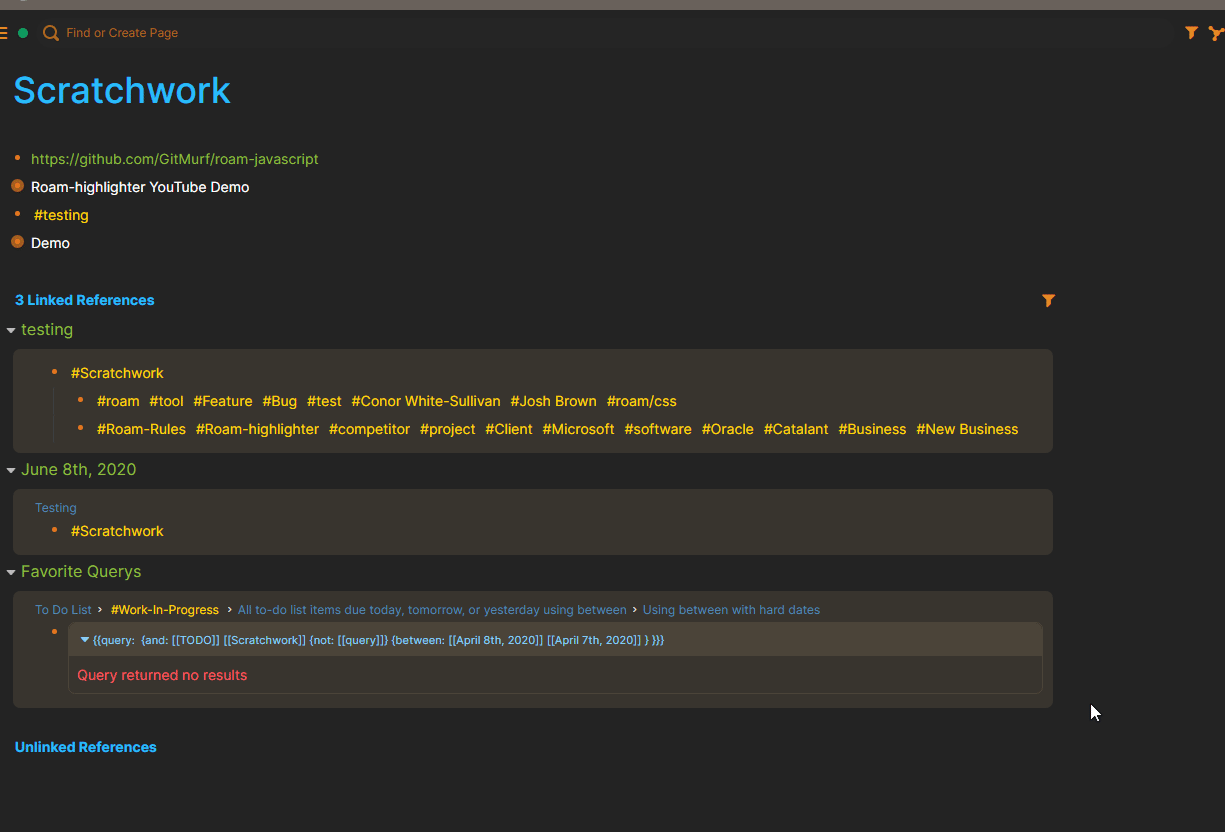 Find or Create Page
Scratchwork
https://github.com/GitMurf/roam-javascript
Roam-highlighter YouTube Demo
#testing
Demo
3 Linked References
testing
#Scratchwork
#roam #tool #Feature #Bug #test #Conor White-Sullivan #Josh Brown #roam/css
#Roam-Rules #Roam-highlighter #competitor #project #Client #Microsoft #software #Oracle #Catalant #Business #New Business
June 8th, 2020
Testing
#Scratchwork
Favorite Querys
To Do List › #Work-In-Progress › All to-do list items due today, tomorrow, or yesterday using between › Using between with hard dates
{{query: {and: [[TODO]] [[Scratchwork]] {not: [[query]]} {between: [[April 8th, 2020]] [[April 7th, 2020]] } }}}
Query returned no results
Unlinked References